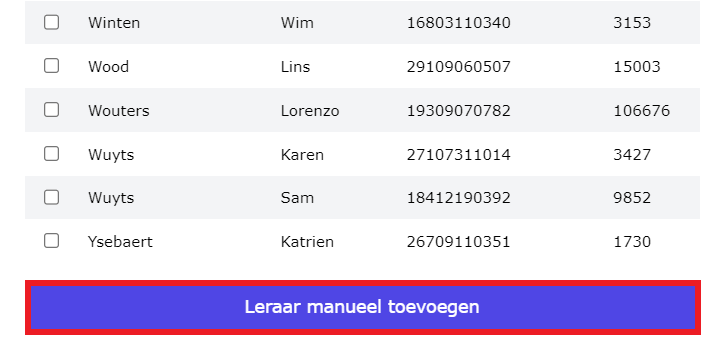 Winten Wim 16803110340 3153
Wood Lins 29109060507 15003
Wouters Lorenzo 19309070782 106676
Wuyts Karen 27107311014 3427
Wuyts Sam 18412190392 9852
Ysebaert Katrien 26709110351 1730
Leraar manueel toevoegen